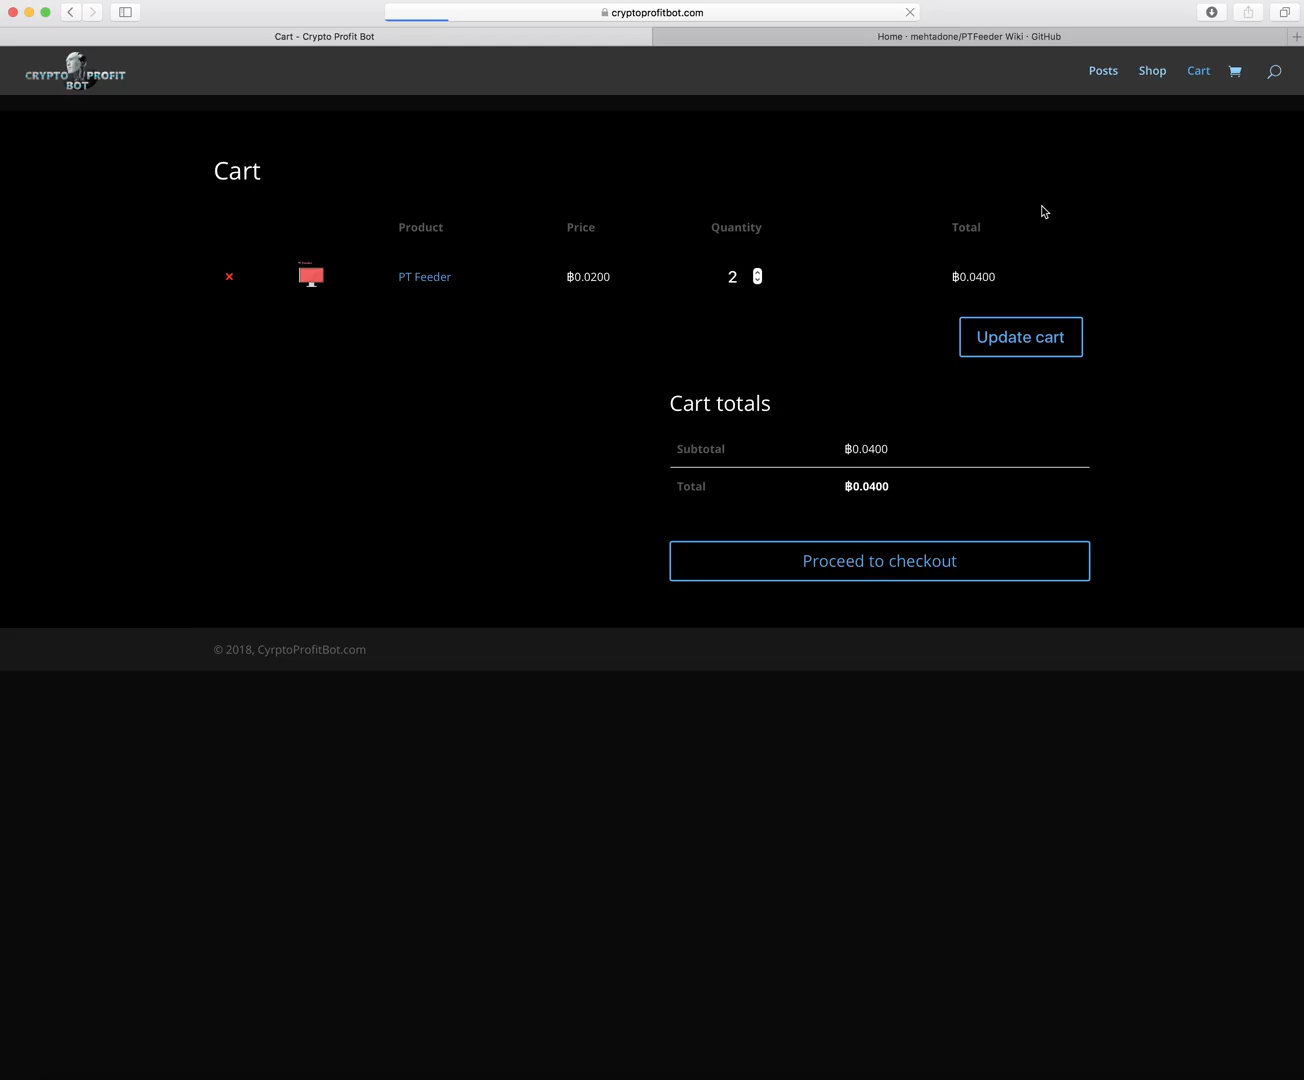 cryptoprofitbot.com
Cart - Crypto Profit Bot
Home · mehtadone/PTFeeder Wiki · GitHub
CRYPTO PROFIT
BOT
Posts Shop Cart
Cart
Product Price Quantity Total
× PT Feeder ฿0.0200 2 ฿0.0400
Update cart
Cart totals
Subtotal ฿0.0400
Total ฿0.0400
Proceed to checkout
© 2018, CyrptoProfitBot.com